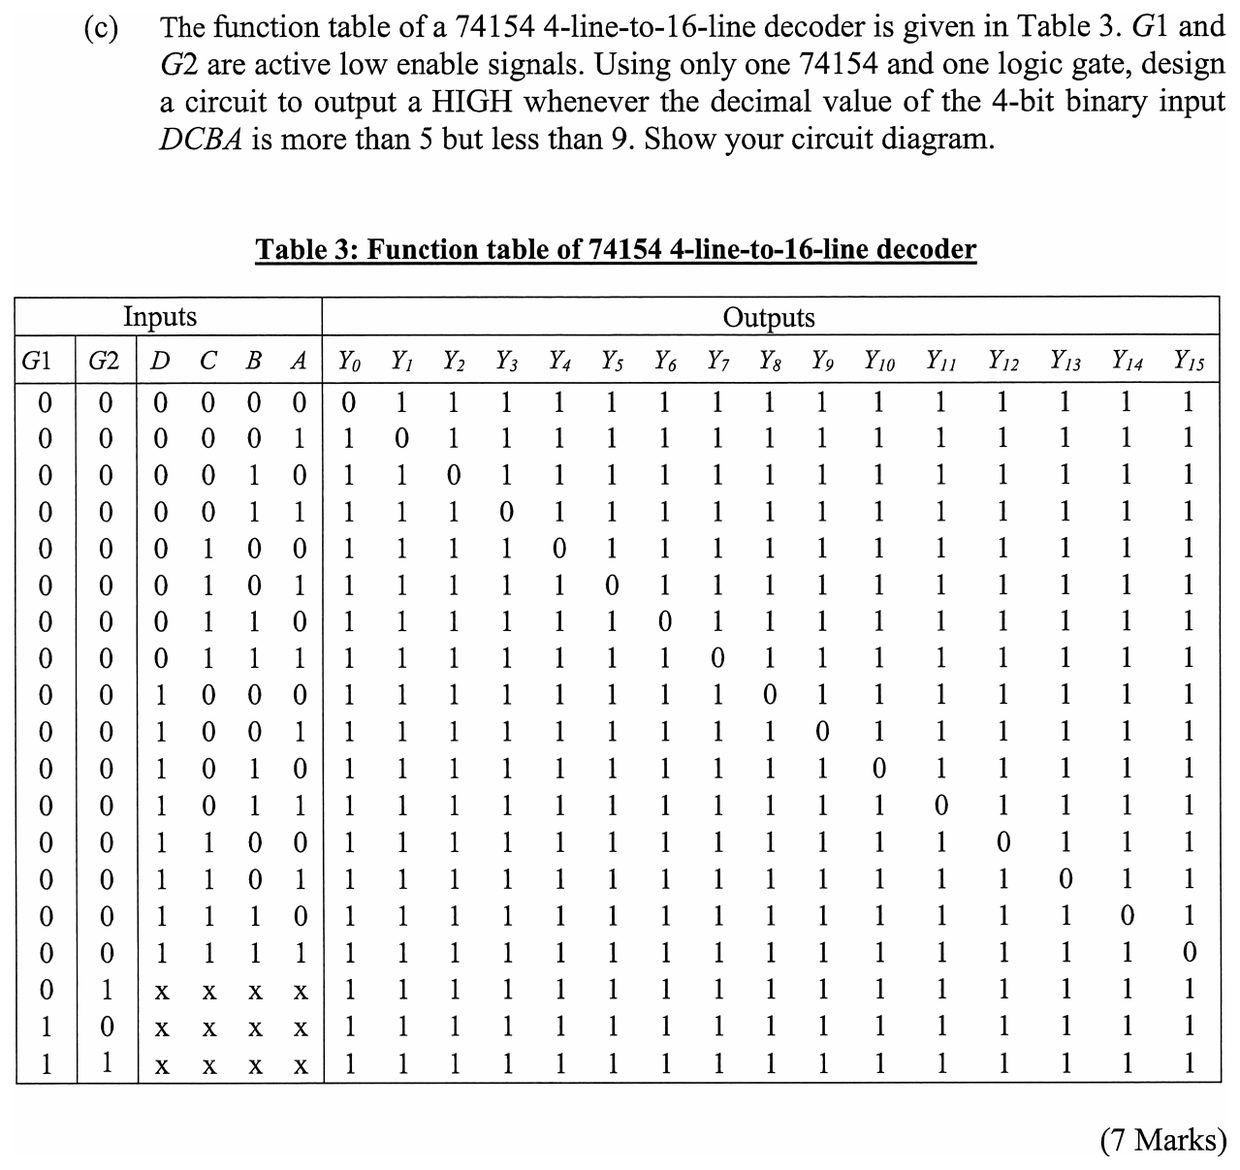 (c) The function table of a 74154 4-line-to-16-line decoder is given in Table 3. G1 and
G2 are active low enable signals. Using only one 74154 and one logic gate, design
a circuit to output a HIGH whenever the decimal value of the 4-bit binary input
DCBA is more than 5 but less than 9. Show your circuit diagram.
Table 3: Function table of 74154 4-line-to-16-line decoder
Inputs Outputs
G1 G2 D C B A Y0 Y1 Y2 Y3 Y4 Y5 Y6 Y7 Y8 Y9 Y10 Y11 Y12 Y13 Y14 Y15
0 0 0 0 0 0 0 1 1 1 1 1 1 1 1 1 1 1 1 1 1 1
0 0 0 0 0 1 1 0 1 1 1 1 1 1 1 1 1 1 1 1 1 1
0 0 0 0 1 0 1 1 0 1 1 1 1 1 1 1 1 1 1 1 1 1
0 0 0 0 1 1 1 1 1 0 1 1 1 1 1 1 1 1 1 1 1 1
0 0 0 1 0 0 1 1 1 1 0 1 1 1 1 1 1 1 1 1 1 1
0 0 0 1 0 1 1 1 1 1 1 0 1 1 1 1 1 1 1 1 1 1
0 0 0 1 1 0 1 1 1 1 1 1 0 1 1 1 1 1 1 1 1 1
0 0 0 1 1 1 1 1 1 1 1 1 1 0 1 1 1 1 1 1 1 1
0 0 1 0 0 0 1 1 1 1 1 1 1 1 0 1 1 1 1 1 1 1
0 0 1 0 0 1 1 1 1 1 1 1 1 1 1 0 1 1 1 1 1 1
0 0 1 0 1 0 1 1 1 1 1 1 1 1 1 1 0 1 1 1 1 1
0 0 1 0 1 1 1 1 1 1 1 1 1 1 1 1 1 0 1 1 1 1
0 0 1 1 0 0 1 1 1 1 1 1 1 1 1 1 1 1 0 1 1 1
0 0 1 1 0 1 1 1 1 1 1 1 1 1 1 1 1 1 1 0 1 1
0 0 1 1 1 0 1 1 1 1 1 1 1 1 1 1 1 1 1 1 0 1
0 0 1 1 1 1 1 1 1 1 1 1 1 1 1 1 1 1 1 1 1 0
0 1 x x x x 1 1 1 1 1 1 1 1 1 1 1 1 1 1 1 1
1 0 x x x x 1 1 1 1 1 1 1 1 1 1 1 1 1 1 1 1
1 1 x x x x 1 1 1 1 1 1 1 1 1 1 1 1 1 1 1 1
(7 Marks)